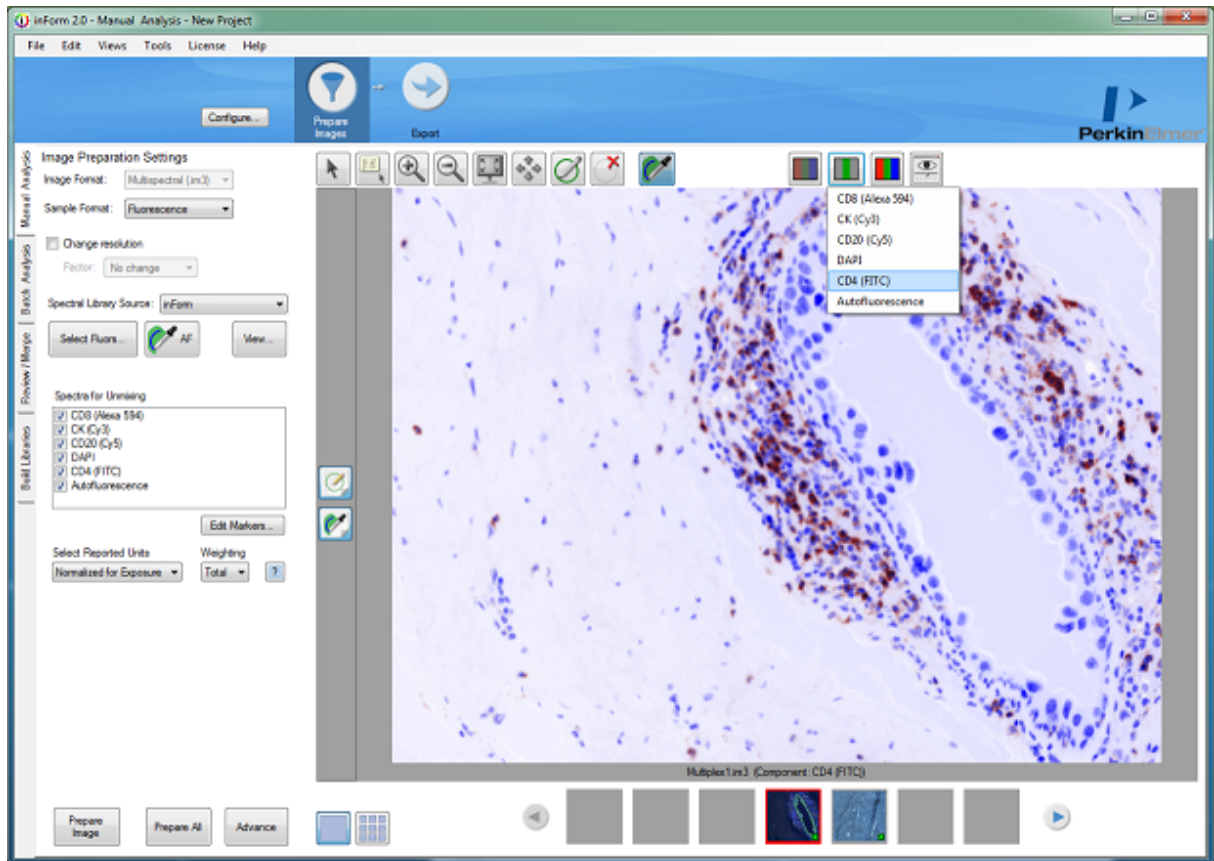 inForm 2.0 - Manual Analysis - New Project
File Edit Views Tools License Help
Configure...
Prepare Images
Export
PerkinElmer
Manual Analysis
Batch Analysis
Review / Merge
Build Libraries
Image Preparation Settings
Image Format: Multispectral (im3)
Sample Format: Fluorescence
Change resolution
Factor: No change
Spectral Library Source: inForm
Select Fluors... AF View...
Spectra for Unmixing
CD8 (Alexa 594)
CK (Cy3)
CD20 (Cy5)
DAPI
CD4 (FITC)
Autofluorescence
Edit Markers...
Select Reported Units Weighting
Normalized for Exposure Total ?
Prepare Image
Prepare All
Advance
CD8 (Alexa 594)
CK (Cy3)
CD20 (Cy5)
DAPI
CD4 (FITC)
Autofluorescence
Multiplex1.im3 (Component: CD4 (FITC))